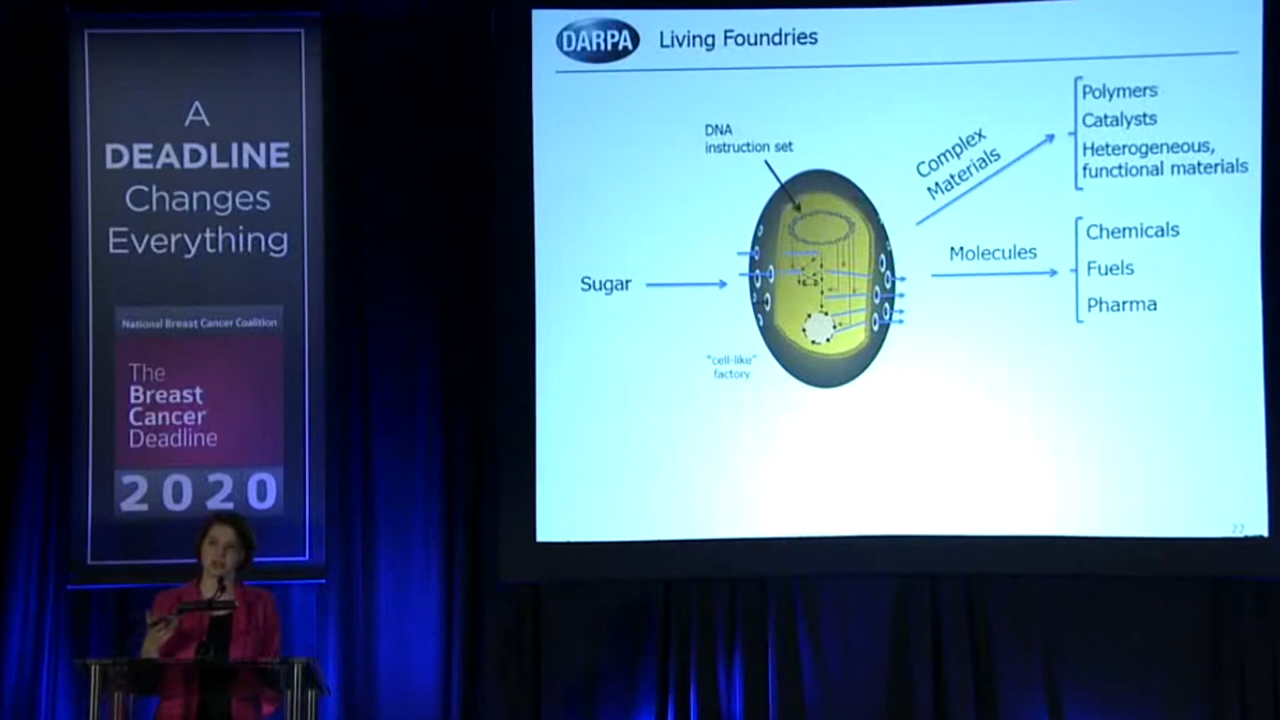 A
DEADLINE
Changes
Everything
National Breast Cancer Coalition
The
Breast
Cancer
Deadline
2020
DARPA
Living Foundries
DNA
instruction set
Sugar
"cell-like"
factory
Complex
Materials
Polymers
Catalysts
Heterogeneous,
functional materials
Molecules
Chemicals
Fuels
Pharma
22